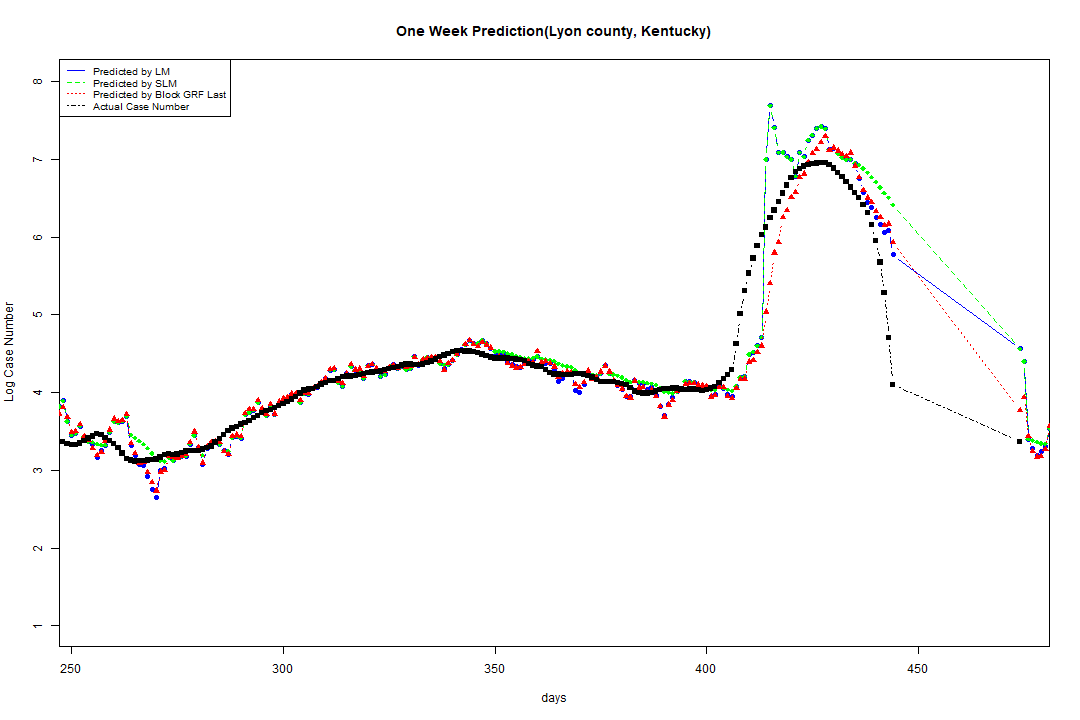 One Week Prediction(Lyon county, Kentucky)
Predicted by LM
Predicted by SLM
Predicted by Block GRF Last
Actual Case Number
8
7
6
5
4
3
2
1
Log Case Number
250 300 350 400 450
days